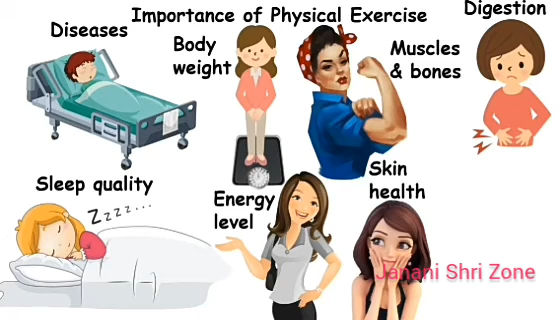 Importance of Physical Exercise
Digestion
Diseases
Body
weight
Muscles
& bones
Sleep quality
Zzzz...
Energy
level
Skin
health
Janani Shri Zone